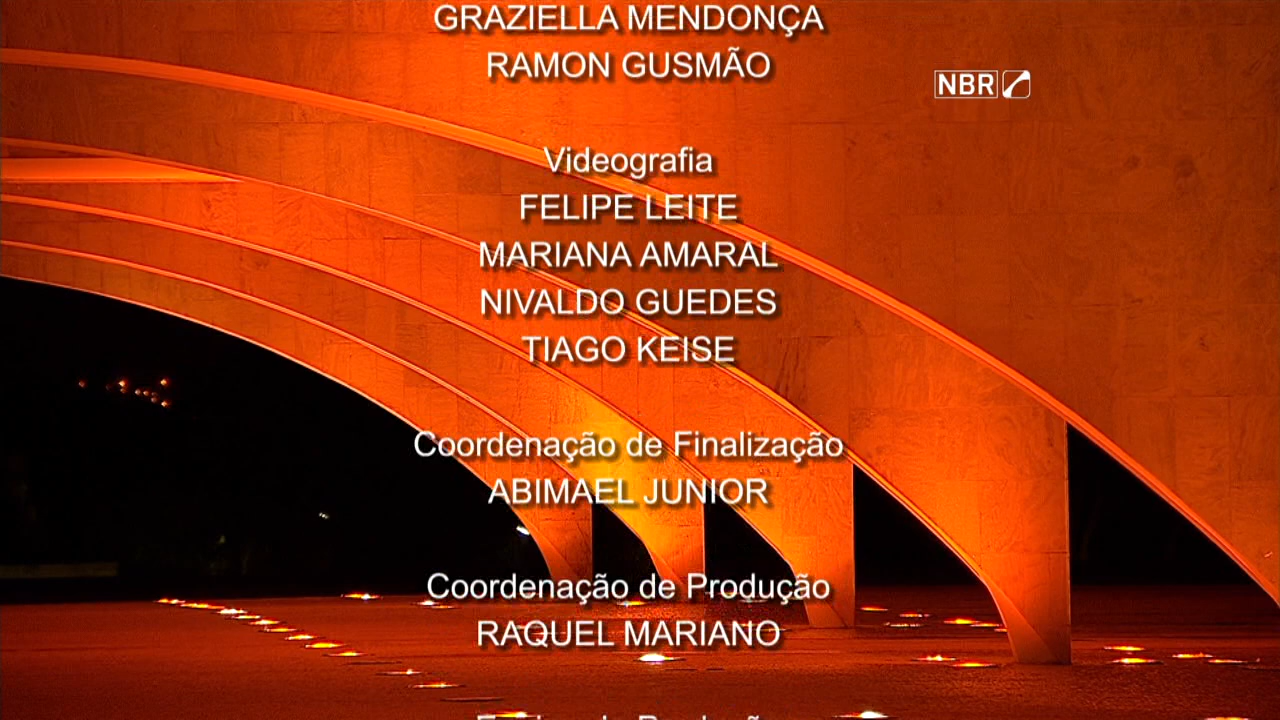 GRAZIELLA MENDONÇA
RAMON GUSMÃO
NBR
Videografia
FELIPE LEITE
MARIANA AMARAL
NIVALDO GUEDES
TIAGO KEISE
Coordenação de Finalização
ABIMAEL JUNIOR
Coordenação de Produção
RAQUEL MARIANO